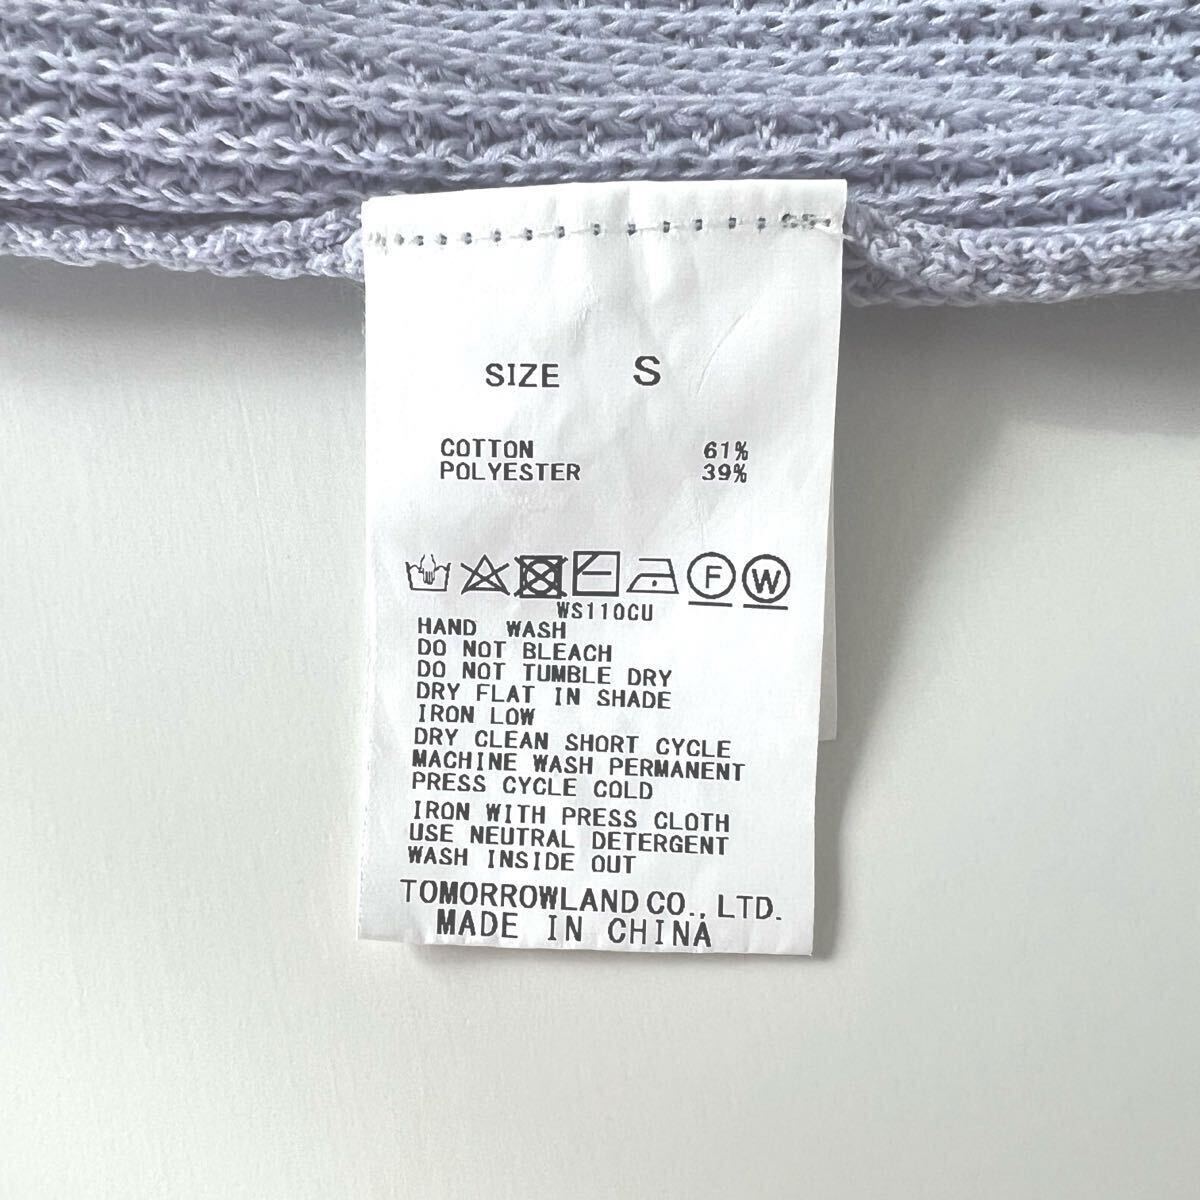 SIZE S
COTTON 61%
POLYESTER 39%
F W
WS110CU
HAND WASH
DO NOT BLEACH
DO NOT TUMBLE DRY
DRY FLAT IN SHADE
IRON LOW
DRY CLEAN SHORT CYCLE
MACHINE WASH PERMANENT
PRESS CYCLE COLD
IRON WITH PRESS CLOTH
USE NEUTRAL DETERGENT
WASH INSIDE OUT
TOMORROWLAND CO., LTD.
MADE IN CHINA